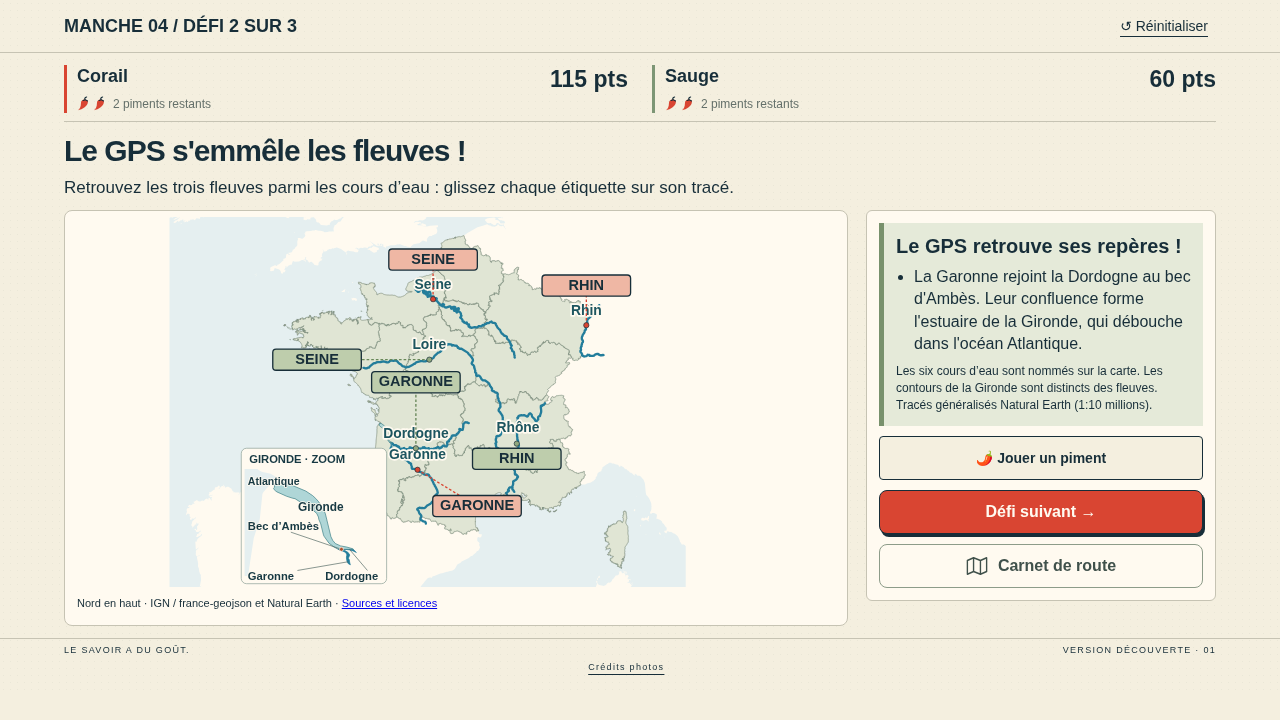 MANCHE 04 / DÉFI 2 SUR 3
↺ Réinitialiser
Corail
115 pts
2 piments restants
Sauge
60 pts
2 piments restants
Le GPS s'emmêle les fleuves !
Retrouvez les trois fleuves parmi les cours d’eau : glissez chaque étiquette sur son tracé.
SEINE
Seine
RHIN
Rhin
Loire
SEINE
GARONNE
Dordogne
Garonne
Rhône
RHIN
GARONNE
GIRONDE · ZOOM
Atlantique
Gironde
Bec d’Ambès
Garonne
Dordogne
Nord en haut · IGN / france-geojson et Natural Earth · Sources et licences
Le GPS retrouve ses repères !
• La Garonne rejoint la Dordogne au bec
d'Ambès. Leur confluence forme
l'estuaire de la Gironde, qui débouche
dans l'océan Atlantique.
Les six cours d’eau sont nommés sur la carte. Les
contours de la Gironde sont distincts des fleuves.
Tracés généralisés Natural Earth (1:10 millions).
🌶️ Jouer un piment
Défi suivant →
Carnet de route
LE SAVOIR A DU GOÛT.
VERSION DÉCOUVERTE · 01
Crédits photos